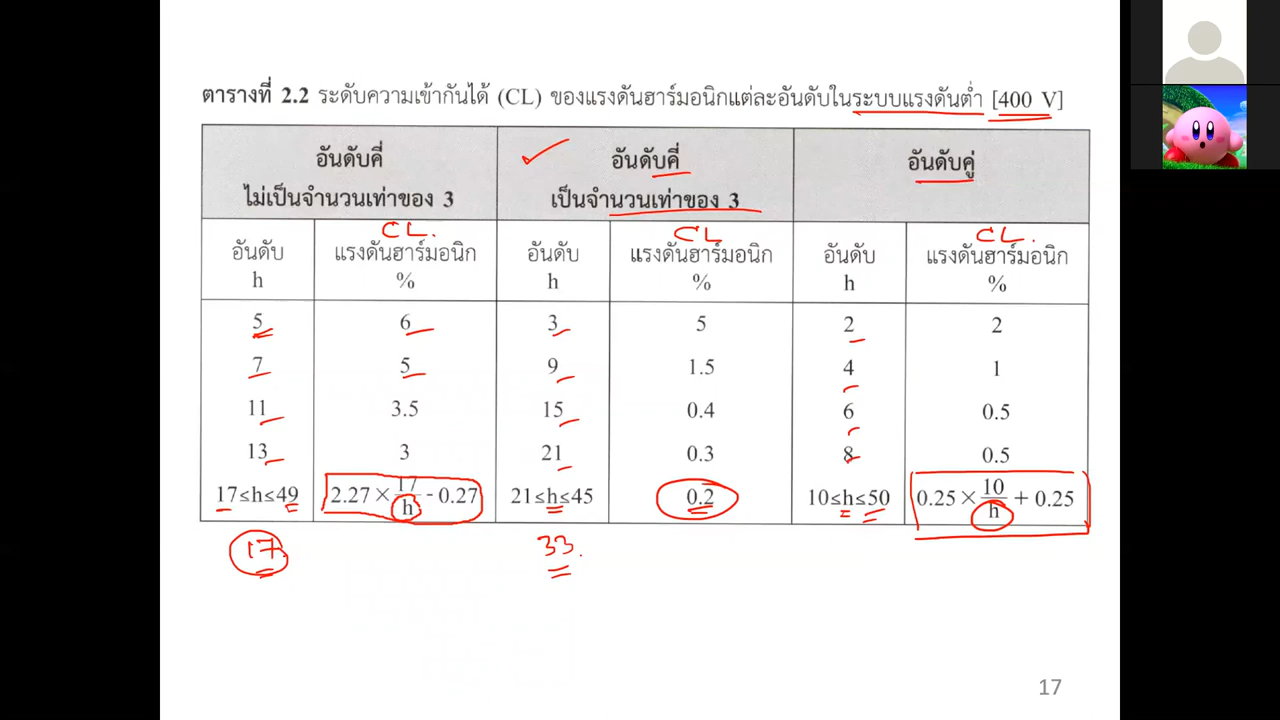 ตารางที่ 2.2 ระดับความเข้ากันได้ (CL) ของแรงดันฮาร์มอนิกแต่ละอันดับในระบบแรงดันต่ำ [400 V]
อันดับคี่ อันดับคี่ อันดับคู่
ไม่เป็นจำนวนเท่าของ 3 เป็นจำนวนเท่าของ 3
CL. CL CL.
อันดับ แรงดันฮาร์มอนิก อันดับ แรงดันฮาร์มอนิก อันดับ แรงดันฮาร์มอนิก
h % h % h %
5 6 3 5 2 2
7 5 9 1.5 4 1
11 3.5 15 0.4 6 0.5
13 3 21 0.3 8 0.5
17≤h≤49 2.27 × 17/h - 0.27 21≤h≤45 0.2 10≤h≤50 0.25 × 10/h + 0.25
17. 33.
17